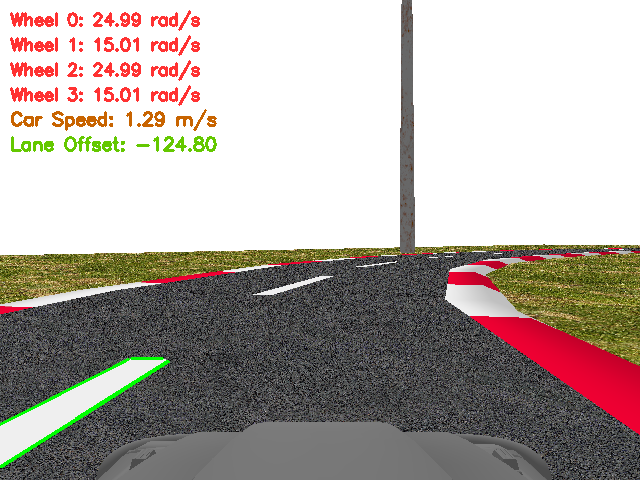 Wheel 0: 24.99 rad/s
Wheel 1: 15.01 rad/s
Wheel 2: 24.99 rad/s
Wheel 3: 15.01 rad/s
Car Speed: 1.29 m/s
Lane Offset: -124.80